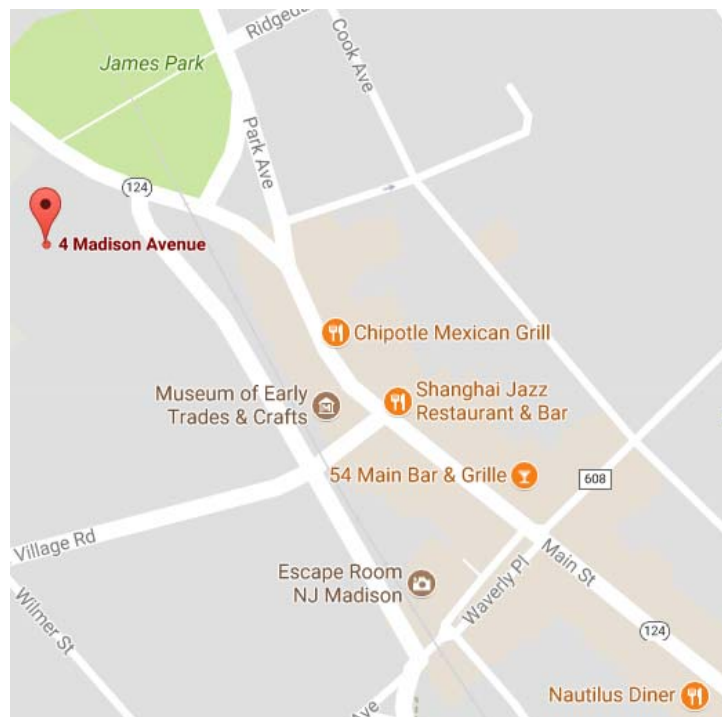 Ridgeda
James Park
Cook Ave
Park Ave
124
4 Madison Avenue
Chipotle Mexican Grill
Museum of Early
Trades & Crafts
Shanghai Jazz
Restaurant & Bar
54 Main Bar & Grille
608
Village Rd
Main St
Escape Room
NJ Madison
Waverly Pl
Wilmer St
124
Nautilus Diner
Ave